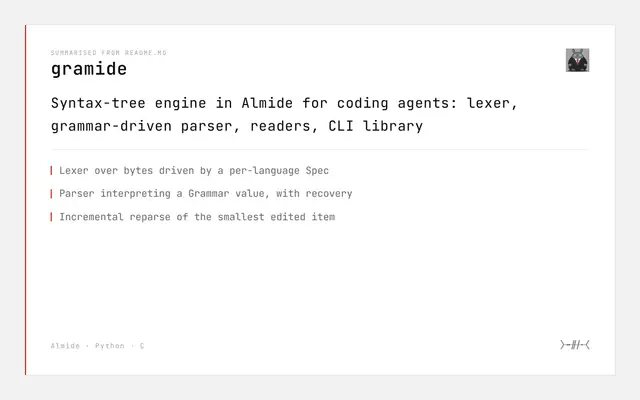 SUMMARISED FROM README.MD
gramide
Syntax-tree engine in Almide for coding agents: lexer,
grammar-driven parser, readers, CLI library
Lexer over bytes driven by a per-language Spec
Parser interpreting a Grammar value, with recovery
Incremental reparse of the smallest edited item
Almide · Python · C